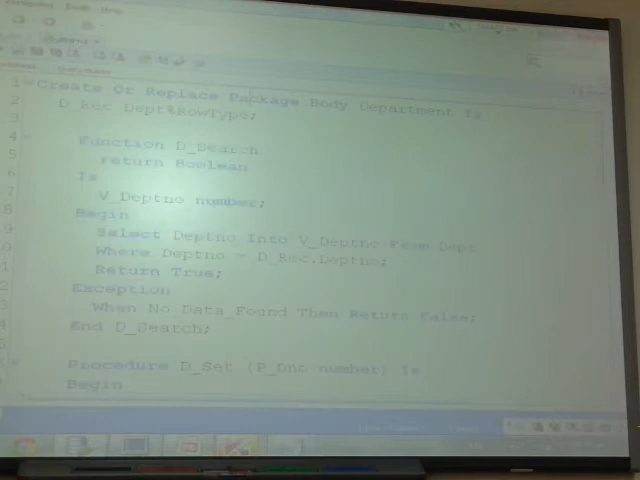 Create Or Replace Package Body Department Is
D_Rec Dept%RowType;
Function D_Search
return Boolean
Is
V_Deptno number;
Begin
Select Deptno Into V_Deptno From Dept
Where Deptno = D_Rec.Deptno;
Return True;
Exception
When No_Data_Found Then Return False;
End D_Search;
Procedure D_Set (P_Dno number) Is
Begin